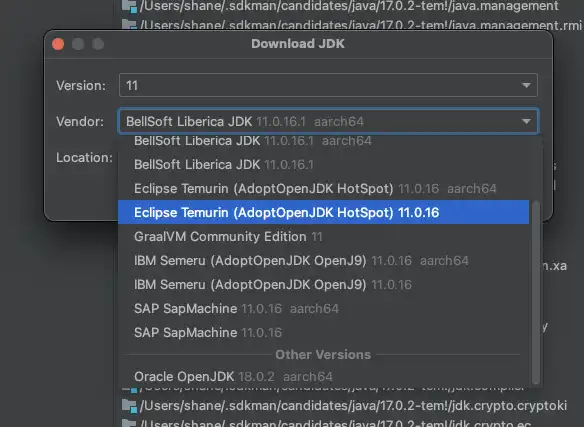 /Users/shane/.sdkman/candidates/java/17.0.2-tem!/java.management
/Users/shane/.sdkman/candidates/java/17.0.2-tem!/java.management.rmi
Download JDK
Version: 11
Vendor: BellSoft Liberica JDK 11.0.16.1 aarch64
BellSoft Liberica JDK 11.0.16.1 aarch64
Location:
BellSoft Liberica JDK 11.0.16.1
Eclipse Temurin (AdoptOpenJDK HotSpot) 11.0.16 aarch64
Eclipse Temurin (AdoptOpenJDK HotSpot) 11.0.16
GraalVM Community Edition 11
IBM Semeru (AdoptOpenJDK OpenJ9) 11.0.16 aarch64
n.xa
IBM Semeru (AdoptOpenJDK OpenJ9) 11.0.16
SAP SapMachine 11.0.16 aarch64
SAP SapMachine 11.0.16
Other Versions
Oracle OpenJDK 18.0.2 aarch64
/Users/shane/.sdkman/candidates/java/17.0.2-tem!/jdk.compiler
/Users/shane/.sdkman/candidates/java/17.0.2-tem!/jdk.crypto.cryptoki
/Users/shane/.sdkman/candidates/java/17.0.2-tem!/jdk.crypto.ec